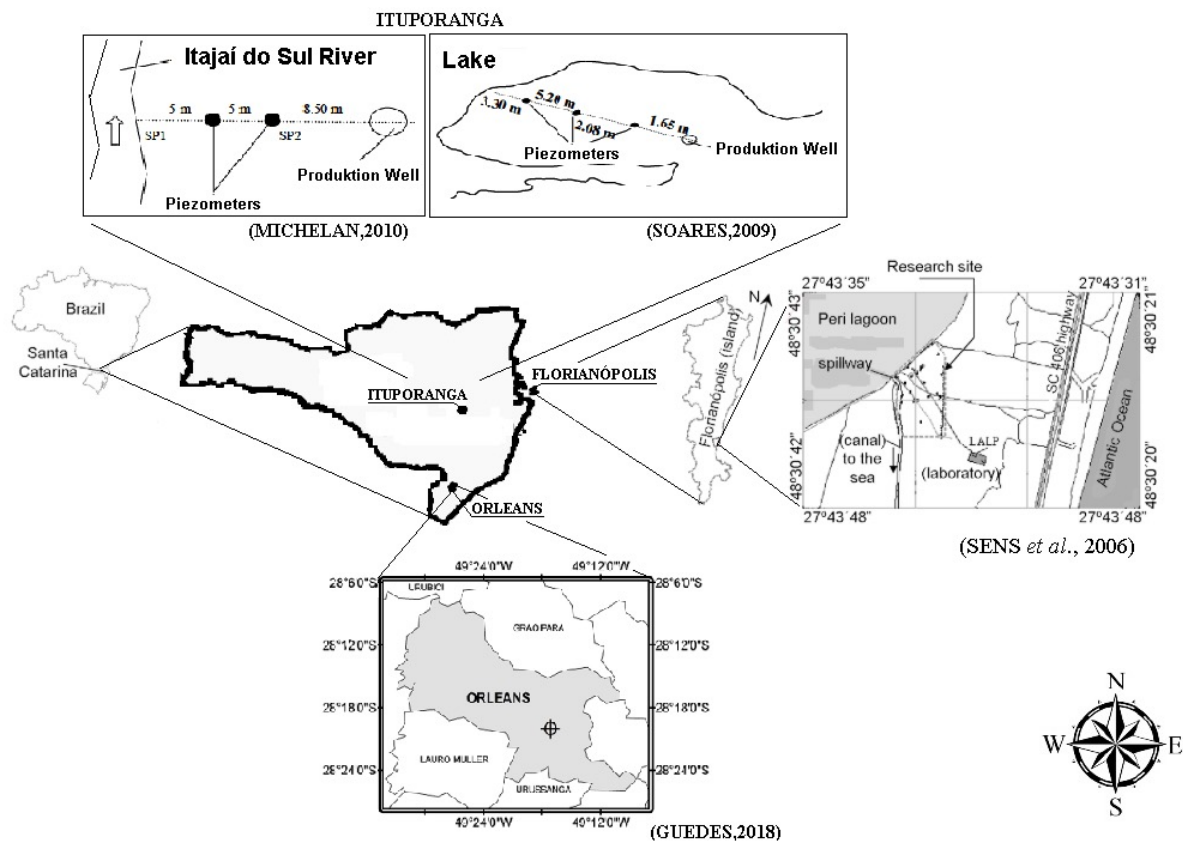 ITUPORANGA
Itajaí do Sul River
5 m
5 m
8.50 m
SP1
SP2
Produktion Well
Piezometers
(MICHELAN,2010)
Lake
3.30 m
5.20 m
2.08 m
1.65 m
Piezometers
Produktion Well
(SOARES,2009)
Brazil
Santa
Catarina
ITUPORANGA
FLORIANÓPOLIS
ORLEANS
N
Florianópolis (island)
Research site
27°43´35"
27°43´31"
48°30´43"
48°30´21"
Peri lagoon
spillway
SC 406 highway
(canal)
to the
sea
LALP
(laboratory)
Atlantic Ocean
48°30´42"
48°30´20"
27°43´48"
27°43´48"
(SENS et al., 2006)
49°24'0"W
49°12'0"W
28°6'0"S
28°6'0"S
GRAO PARA
28°12'0"S
28°12'0"S
ORLEANS
28°18'0"S
28°18'0"S
LAURO MULLER
28°24'0"S
28°24'0"S
URUSSANGA
49°24'0"W
49°12'0"W
(GUEDES,2018)
N
W
E
S